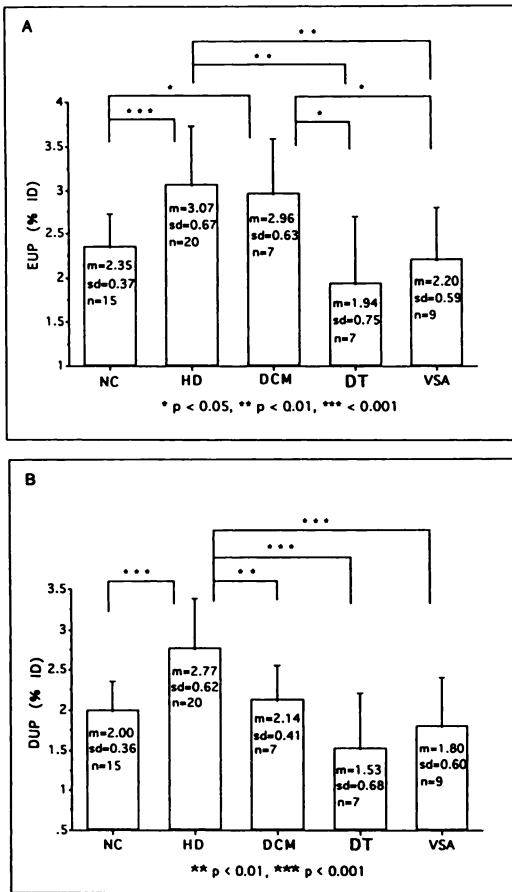 A
* *
* *
* *
* * * *
4
3.5
3
2.5
2
1.5
1
EUP (% ID)
m=2.35
sd=0.37
n=15
m=3.07
sd=0.67
n=20
m=2.96
sd=0.63
n=7
m=1.94
sd=0.75
n=7
m=2.20
sd=0.59
n=9
NC HD DCM DT VSA
* p < 0.05, ** p < 0.01, *** < 0.001
B
* * *
* * *
* * * * *
3.5
3
2.5
2
1.5
1
.5
DUP (% ID)
m=2.00
sd=0.36
n=15
m=2.77
sd=0.62
n=20
m=2.14
sd=0.41
n=7
m=1.53
sd=0.68
n=7
m=1.80
sd=0.60
n=9
NC HD DCM DT VSA
** p < 0.01, *** p < 0.001